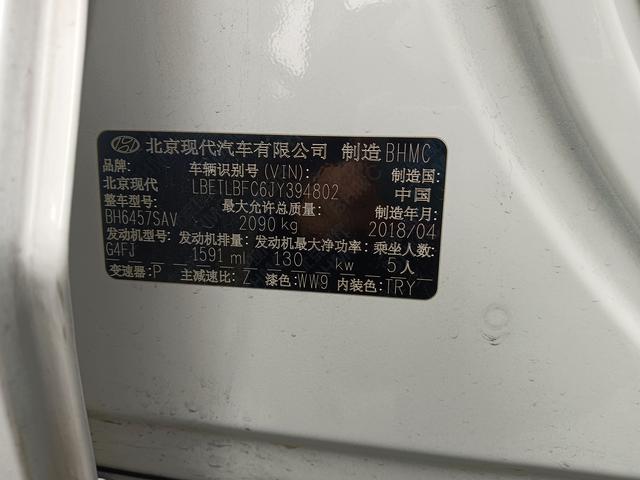 北京现代汽车有限公司 制造 BHMC
品牌: 车辆识别号(VIN): 制造国:
北京现代 LBETLBFC6JY394802 中国
整车型号: 最大允许总质量: 制造年月:
BH6457SAV 2090 kg 2018/04
发动机型号: 发动机排量: 发动机最大净功率: 乘坐人数:
G4FJ 1591 ml 130 kw 5人
变速器: P 主减速比: Z 漆色: WW9 内装色: TRY